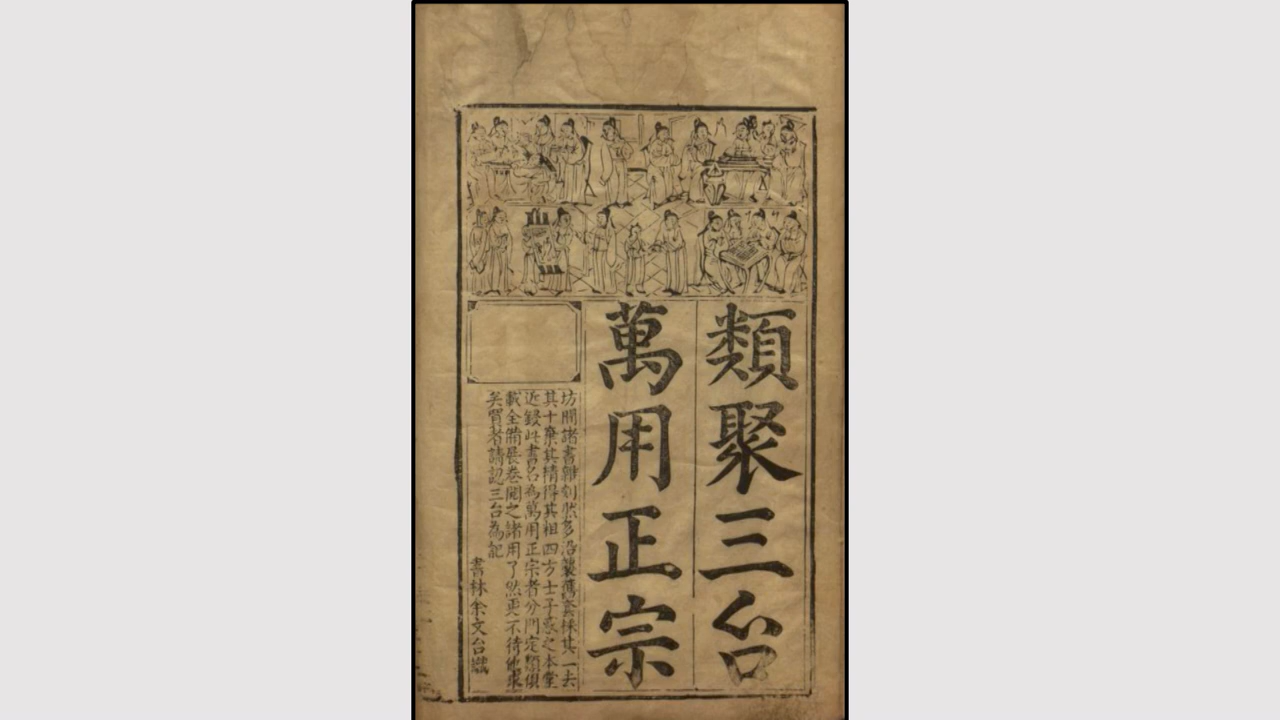 類聚三台
萬用正宗
坊間諸書雜刻然多沿襲舊套採其一去
其十棄其精得其粗四方士子惑之本堂
近鋟此書名為萬用正宗者分門定類俱
載全備展卷閱之諸用了然更不待他求
矣買者請認三台為記
書林余文台識